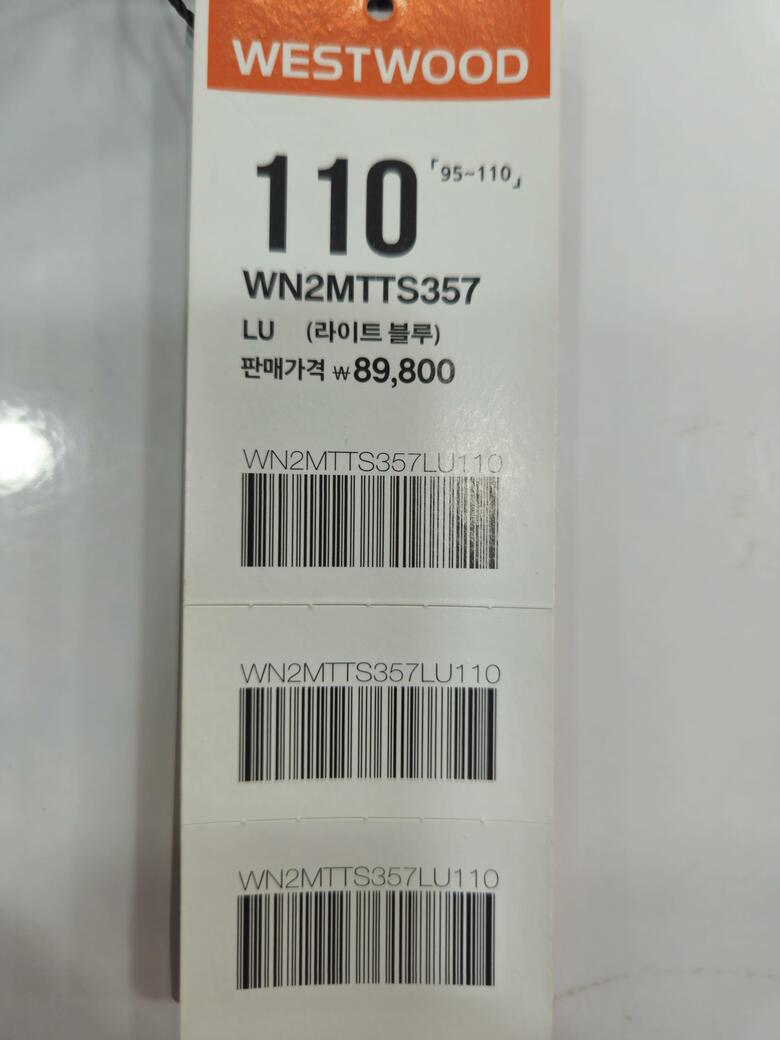 WESTWOOD
110 「95~110」
WN2MTTS357
LU (라이트 블루)
판매가격 ₩89,800
WN2MTTS357LU110
WN2MTTS357LU110
WN2MTTS357LU110